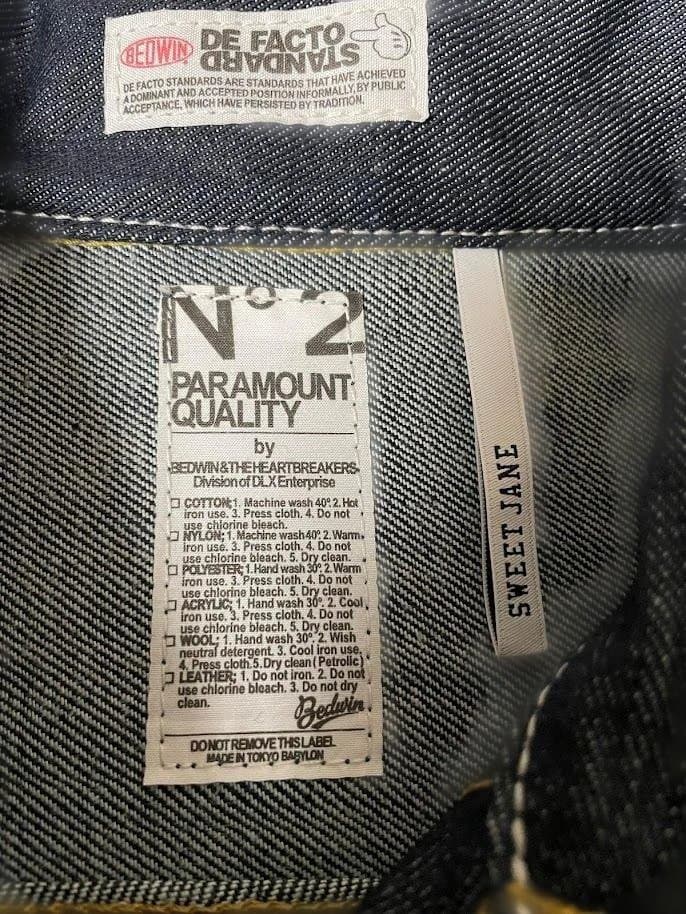 BEDWIN
DE FACTO
STANDARD
DE FACTO STANDARDS ARE STANDARDS THAT HAVE ACHIEVED
A DOMINANT AND ACCEPTED POSITION INFORMALLY, BY PUBLIC
ACCEPTANCE, WHICH HAVE PERSISTED BY TRADITION.
N° 2
PARAMOUNT
QUALITY
by
BEDWIN&THEHEARTBREAKERS
Division of DLX Enterprise
COTTON; 1. Machine wash 40° 2. Hot
iron use. 3. Press cloth. 4. Do not
use chlorine bleach.
NYLON; 1. Machine wash 40° 2. Warm
iron use. 3. Press cloth. 4. Do not
use chlorine bleach. 5. Dry clean.
POLYESTER; 1. Hand wash 30°. 2. Warm
iron use. 3. Press cloth. 4. Do not
use chlorine bleach. 5. Dry clean.
ACRYLIC; 1. Hand wash 30°. 2. Cool
iron use. 3. Press cloth. 4. Do not
use chlorine bleach. 5. Dry clean.
WOOL; 1. Hand wash 30°. 2. Wish
neutral detergent. 3. Cool iron use.
4. Press cloth. 5. Dry clean ( Petrolic )
LEATHER; 1. Do not iron. 2. Do not
use chlorine bleach. 3. Do not dry
clean.
Bedwin
DO NOT REMOVE THIS LABEL
MADE IN TOKYO BABYLON
SWEET JANE